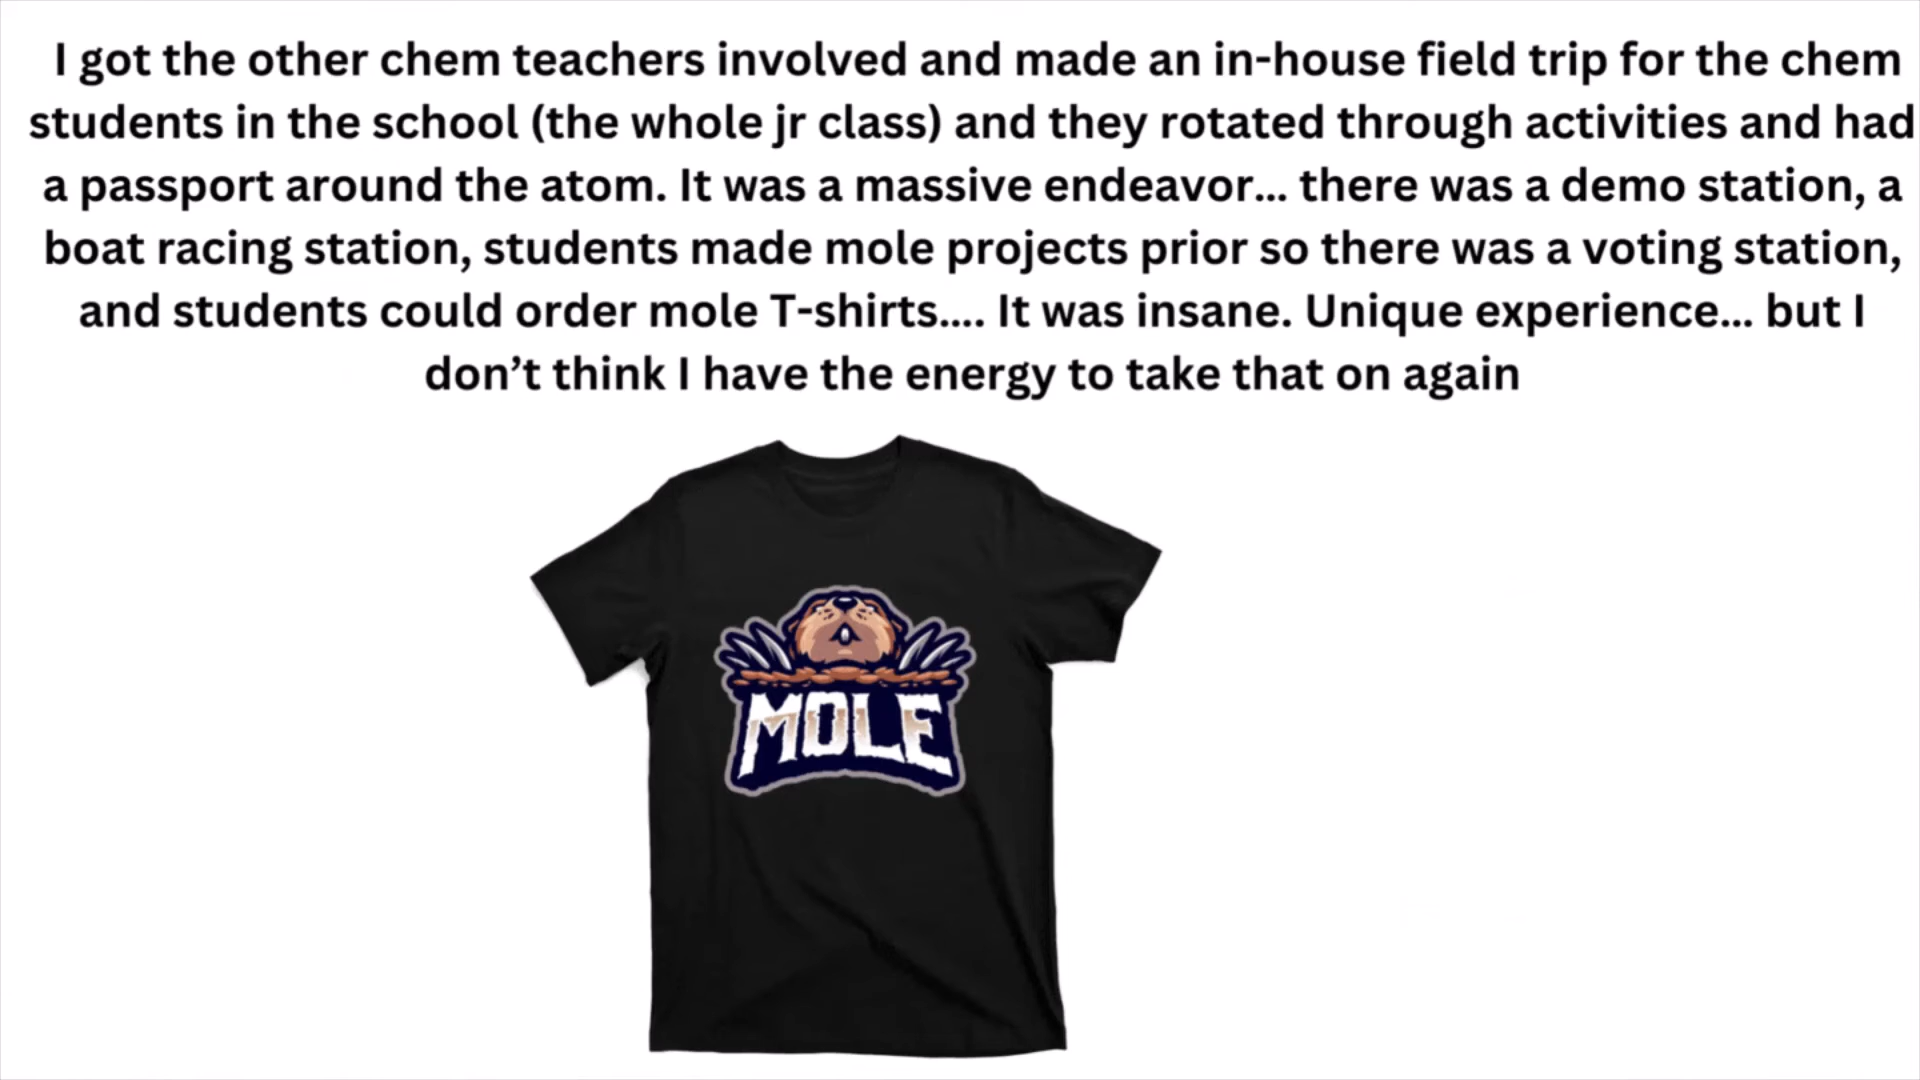 I got the other chem teachers involved and made an in-house field trip for the chem
students in the school (the whole jr class) and they rotated through activities and had
a passport around the atom. It was a massive endeavor... there was a demo station, a
boat racing station, students made mole projects prior so there was a voting station,
and students could order mole T-shirts.... It was insane. Unique experience... but I
don’t think I have the energy to take that on again
MOLE